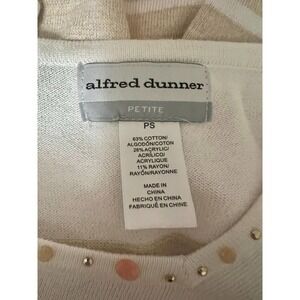 alfred dunner
PETITE
PS
63% COTTON/
ALGODÓN/COTON
26% ACRYLIC/
ACRÍLICO/
ACRYLIQUE
11% RAYON/
RAYÓN/RAYONNE
MADE IN
CHINA
HECHO EN CHINA
FABRIQUÉ EN CHINE